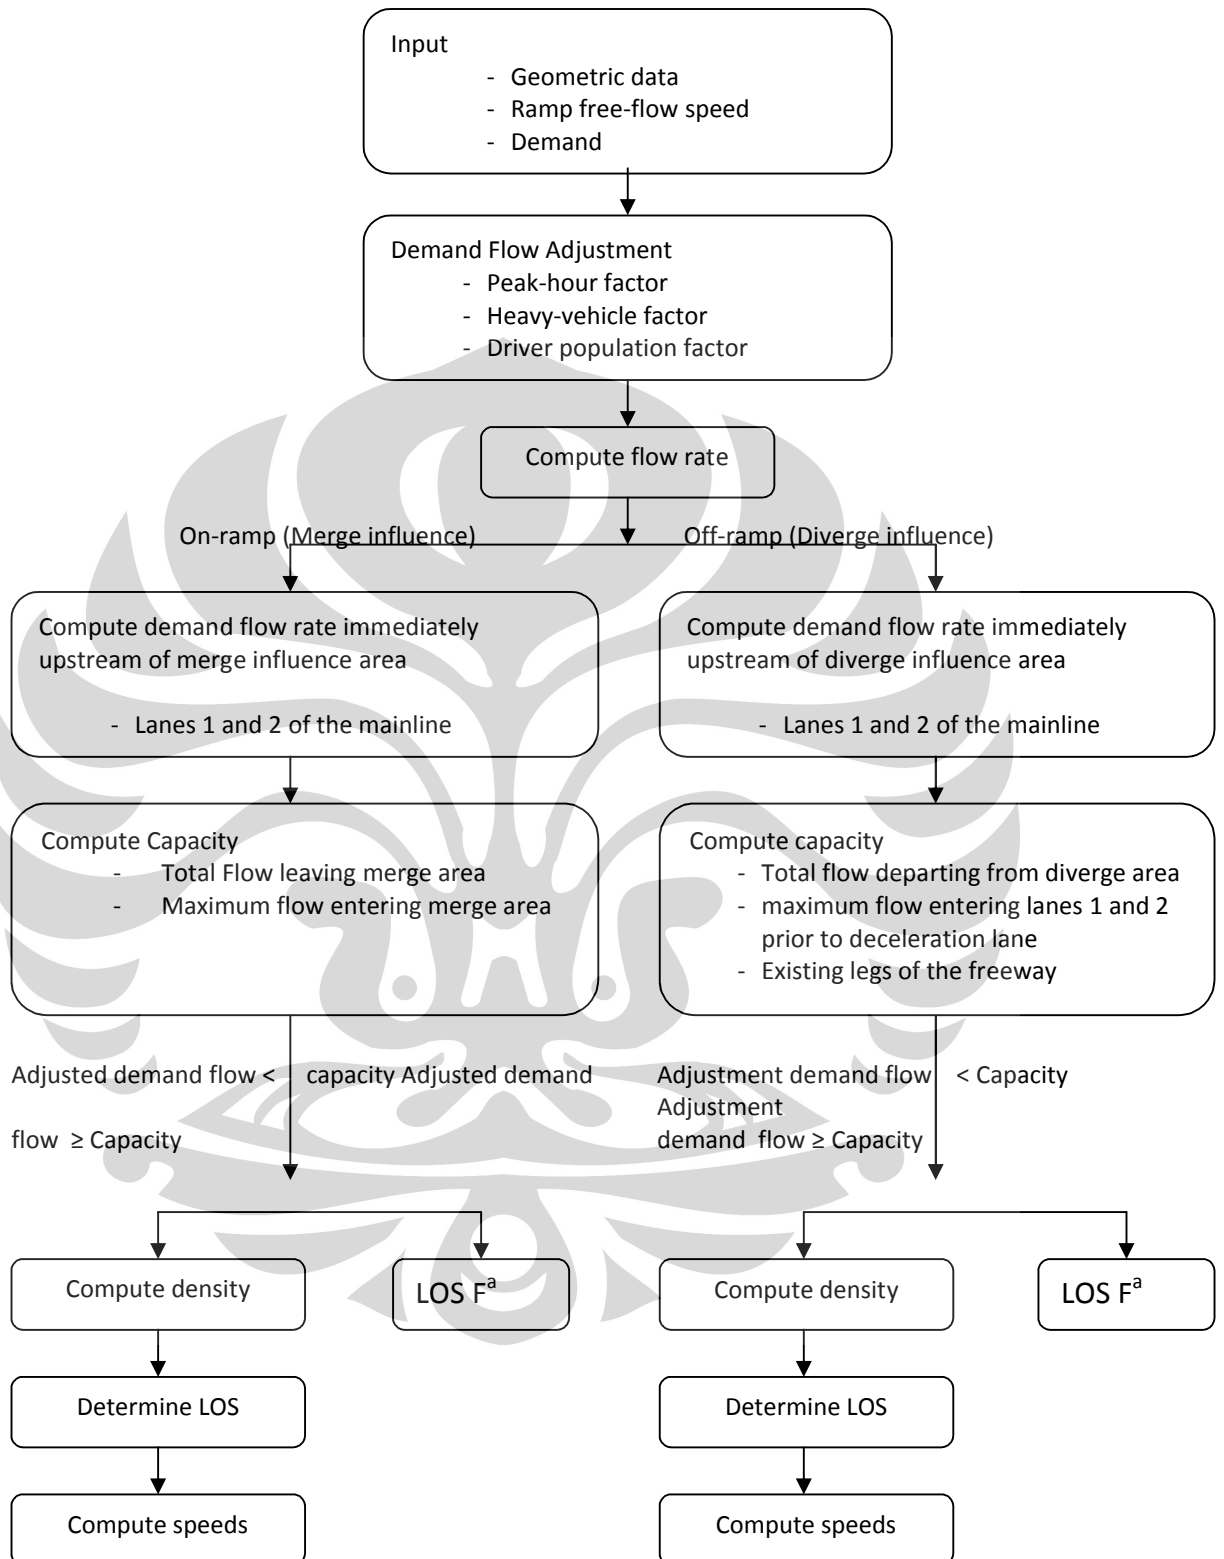 Input
- Geometric data
- Ramp free-flow speed
- Demand
Demand Flow Adjustment
- Peak-hour factor
- Heavy-vehicle factor
- Driver population factor
Compute flow rate
On-ramp (Merge influence)
Off-ramp (Diverge influence)
Compute demand flow rate immediately
upstream of merge influence area
- Lanes 1 and 2 of the mainline
Compute demand flow rate immediately
upstream of diverge influence area
- Lanes 1 and 2 of the mainline
Compute Capacity
- Total Flow leaving merge area
- Maximum flow entering merge area
Compute capacity
- Total flow departing from diverge area
- maximum flow entering lanes 1 and 2
prior to deceleration lane
- Existing legs of the freeway
Adjusted demand flow < capacity Adjusted demand
flow ≥ Capacity
Adjustment demand flow < Capacity
Adjustment
demand flow ≥ Capacity
Compute density
LOS Fª
Compute density
LOS Fª
Determine LOS
Determine LOS
Compute speeds
Compute speeds